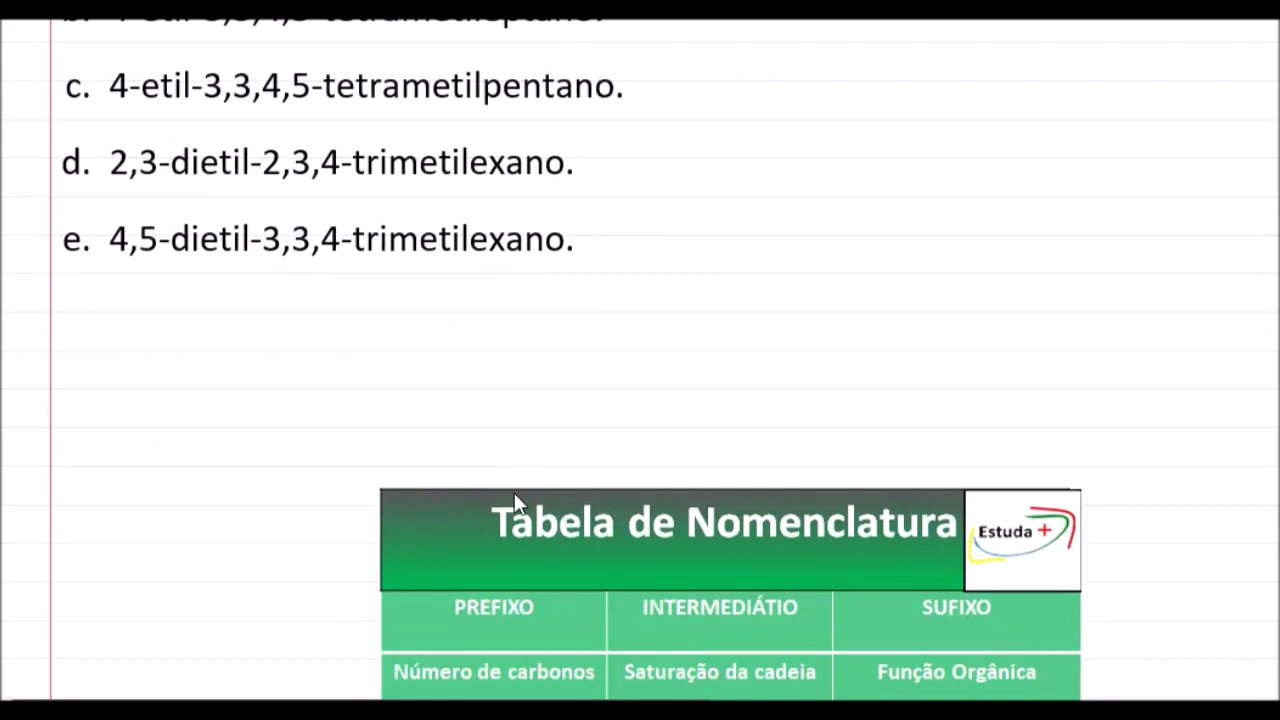 c. 4-etil-3,3,4,5-tetrametilpentano.
d. 2,3-dietil-2,3,4-trimetilexano.
e. 4,5-dietil-3,3,4-trimetilexano.
Tabela de Nomenclatura
Estuda +
PREFIXO INTERMEDIÁTIO SUFIXO
Número de carbonos Saturação da cadeia Função Orgânica